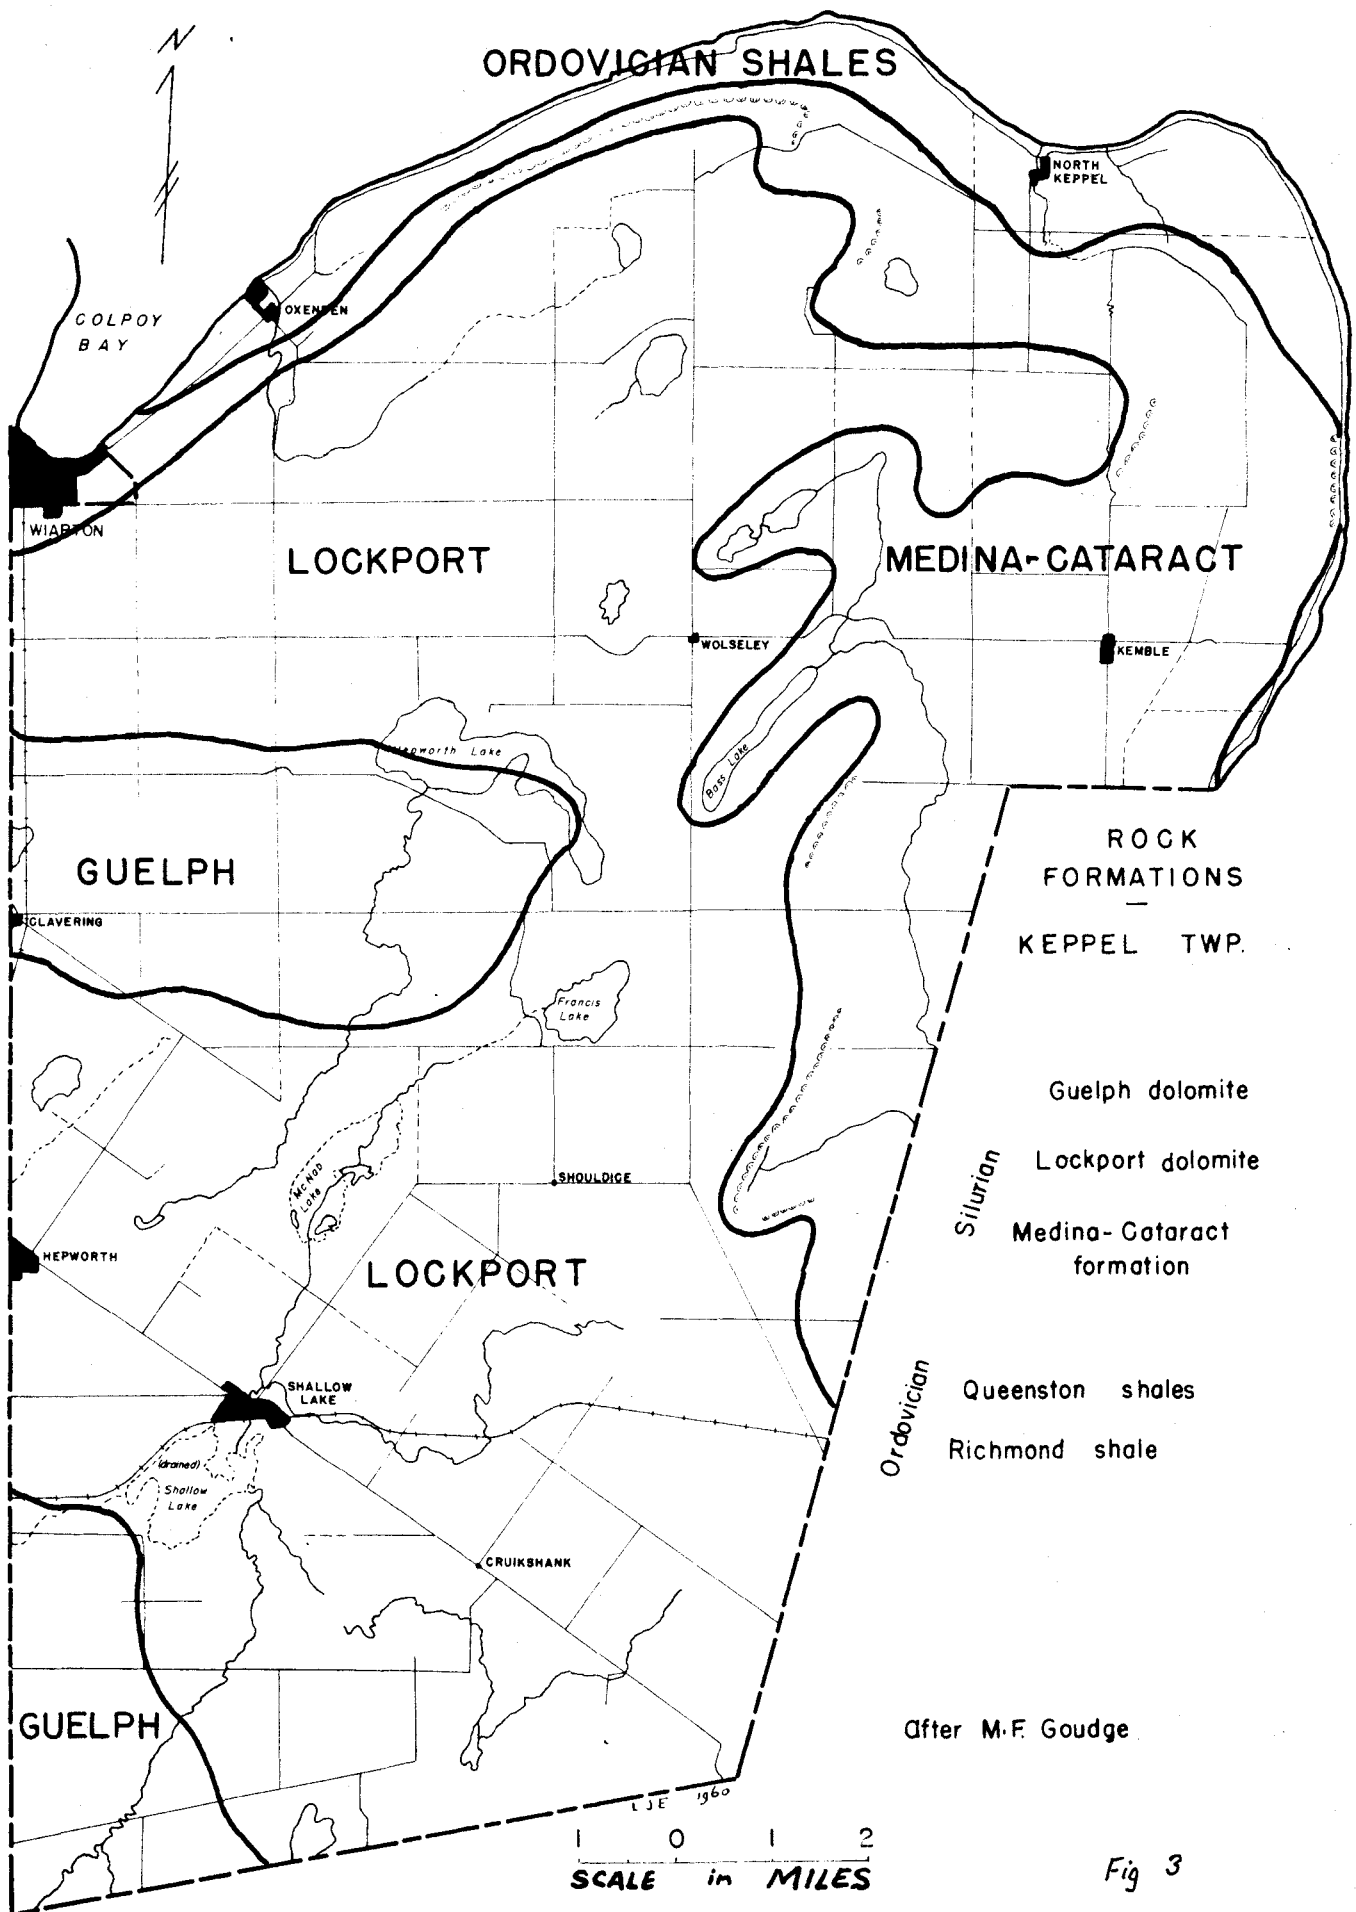 N
ORDOVICIAN SHALES
NORTH
KEPPEL
OXENDEN
COLPOY
BAY
WIARTON
LOCKPORT
MEDINA-CATARACT
WOLSELEY
KEMBLE
Hepworth Lake
Bass Lake
GUELPH
CLAVERING
ROCK
FORMATIONS
—
KEPPEL TWP.
Francis
Lake
Guelph dolomite
Silurian
Lockport dolomite
Medina-Cataract
formation
McNab
Lake
SHOULDICE
HEPWORTH
LOCKPORT
SHALLOW
LAKE
Ordovician
Queenston shales
Richmond shale
(drained)
Shallow
Lake
CRUIKSHANK
GUELPH
After M.F. Goudge
LJE 1960
1 0 1 2
SCALE in MILES
Fig 3